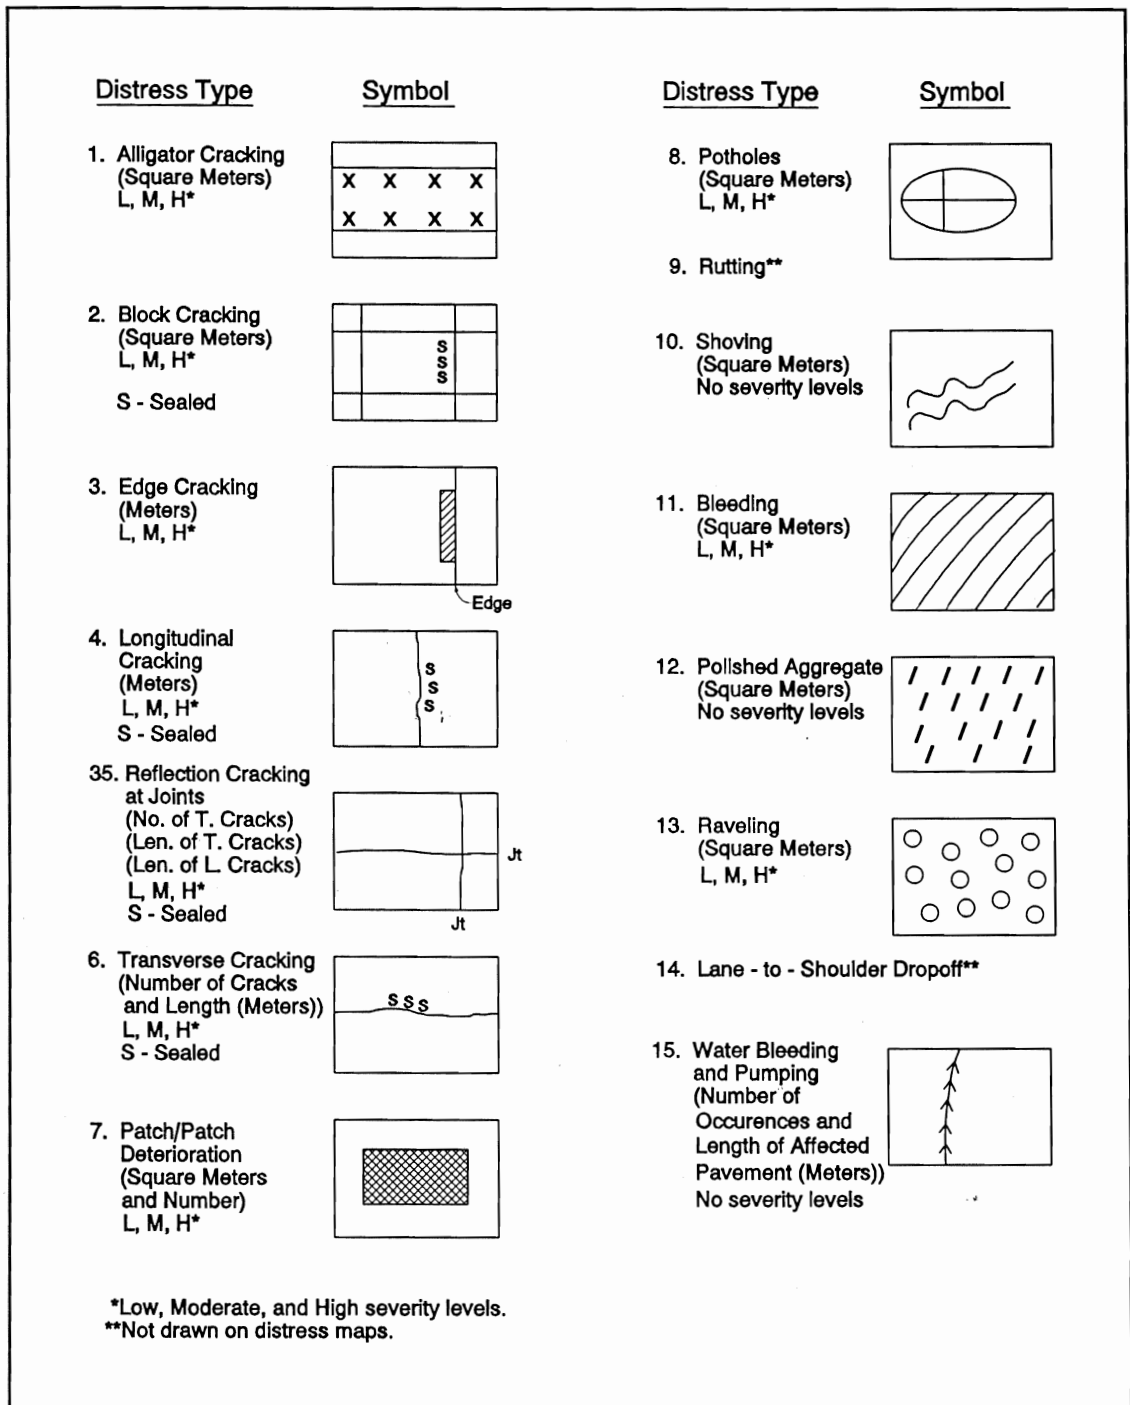 Distress Type
Symbol
1. Alligator Cracking
(Square Meters)
L, M, H*
X X X X
X X X X
2. Block Cracking
(Square Meters)
L, M, H*
S - Sealed
S
S
S
3. Edge Cracking
(Meters)
L, M, H*
Edge
4. Longitudinal
Cracking
(Meters)
L, M, H*
S - Sealed
S
S
S
35. Reflection Cracking
at Joints
(No. of T. Cracks)
(Len. of T. Cracks)
(Len. of L. Cracks)
L, M, H*
S - Sealed
Jt
Jt
6. Transverse Cracking
(Number of Cracks
and Length (Meters))
L, M, H*
S - Sealed
S S S
7. Patch/Patch
Deterioration
(Square Meters
and Number)
L, M, H*
Distress Type
Symbol
8. Potholes
(Square Meters)
L, M, H*
9. Rutting**
10. Shoving
(Square Meters)
No severity levels
11. Bleeding
(Square Meters)
L, M, H*
12. Polished Aggregate
(Square Meters)
No severity levels
13. Raveling
(Square Meters)
L, M, H*
14. Lane - to - Shoulder Dropoff**
15. Water Bleeding
and Pumping
(Number of
Occurences and
Length of Affected
Pavement (Meters))
No severity levels
*Low, Moderate, and High severity levels.
**Not drawn on distress maps.